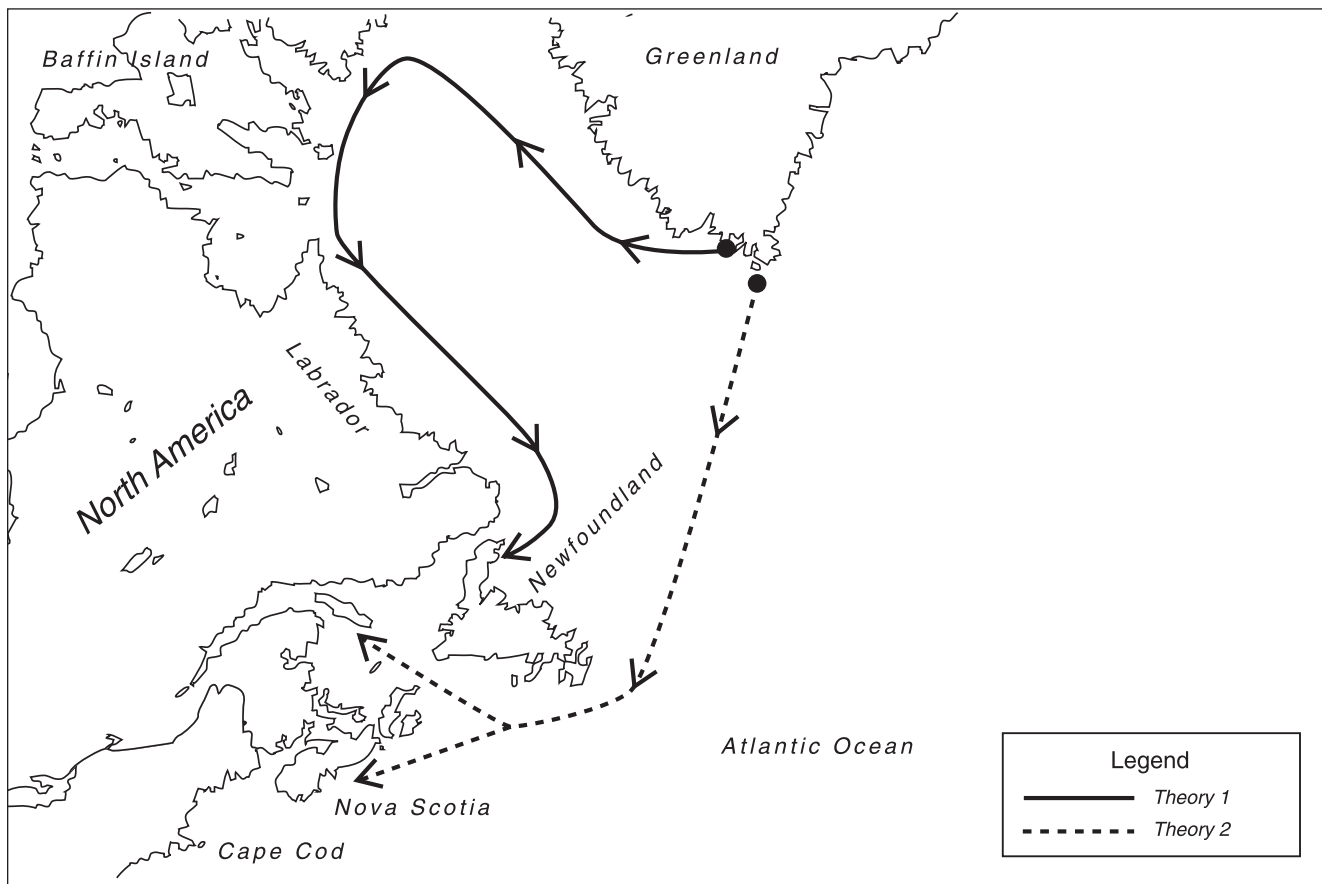 Baffin Island
Greenland
Labrador
North America
Newfoundland
Atlantic Ocean
Nova Scotia
Cape Cod
Legend
Theory 1
Theory 2